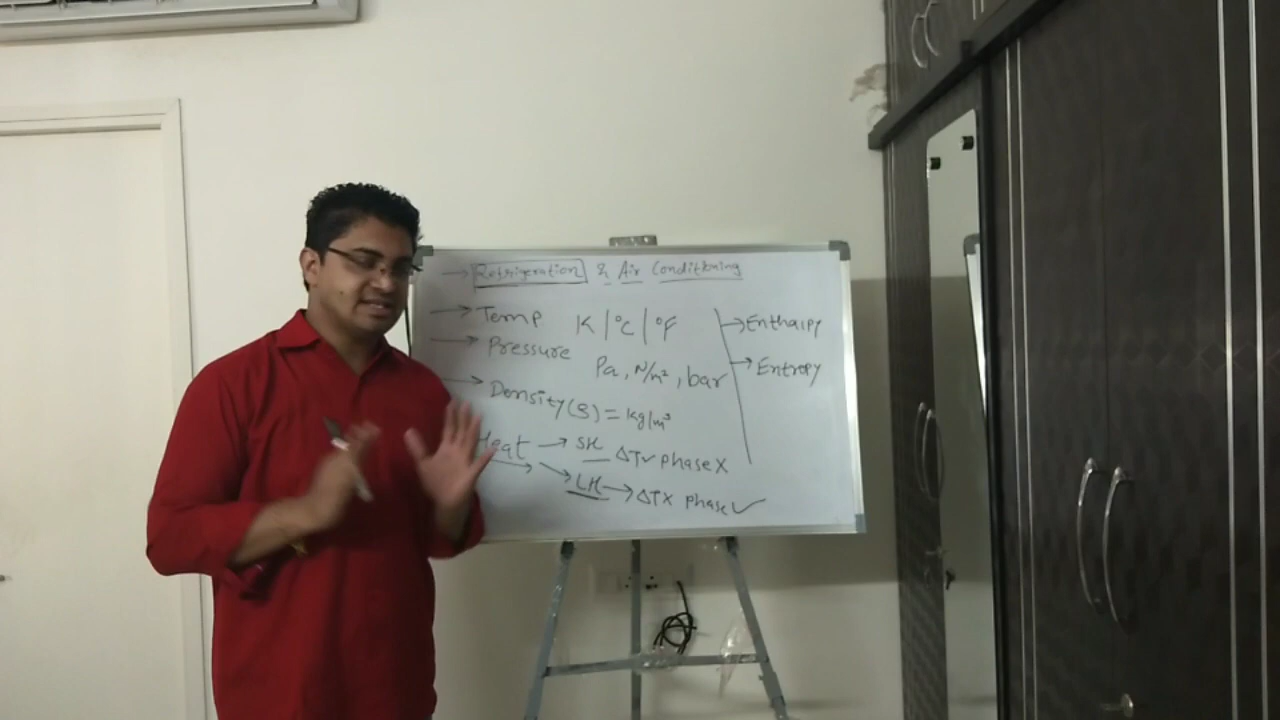 → Refrigeration & Air Conditioning
→ Temp K | °C | °F
→ Pressure Pa, N/m², bar
→ Density (ρ) = kg/m³
Heat → SH ΔT✓ phase X
→ LH → ΔTX phase ✓
→ Enthalpy
→ Entropy